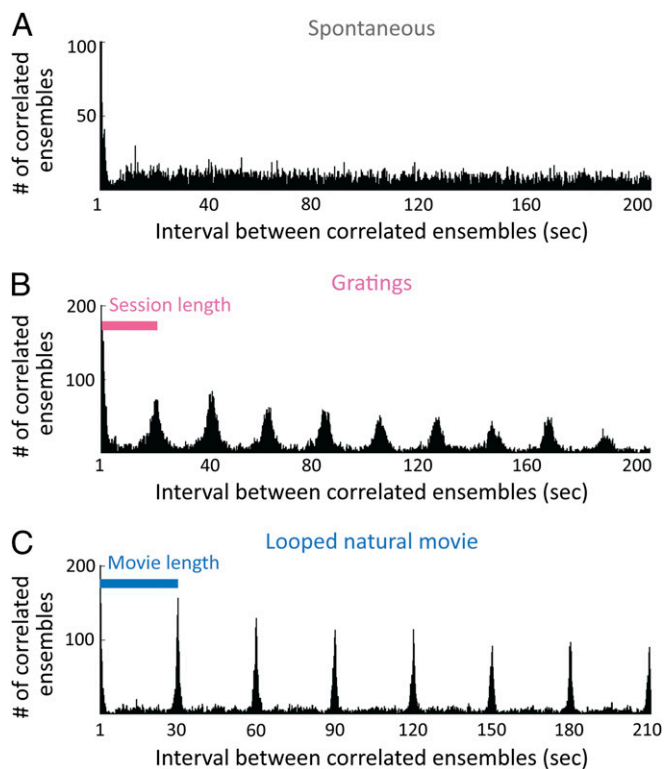 A
Spontaneous
# of correlated
ensembles
100
50
1 40 80 120 160 200
Interval between correlated ensembles (sec)
B
Gratings
Session length
# of correlated
ensembles
200
100
1 40 80 120 160 200
Interval between correlated ensembles (sec)
C
Looped natural movie
Movie length
# of correlated
ensembles
200
100
1 30 60 90 120 150 180 210
Interval between correlated ensembles (sec)